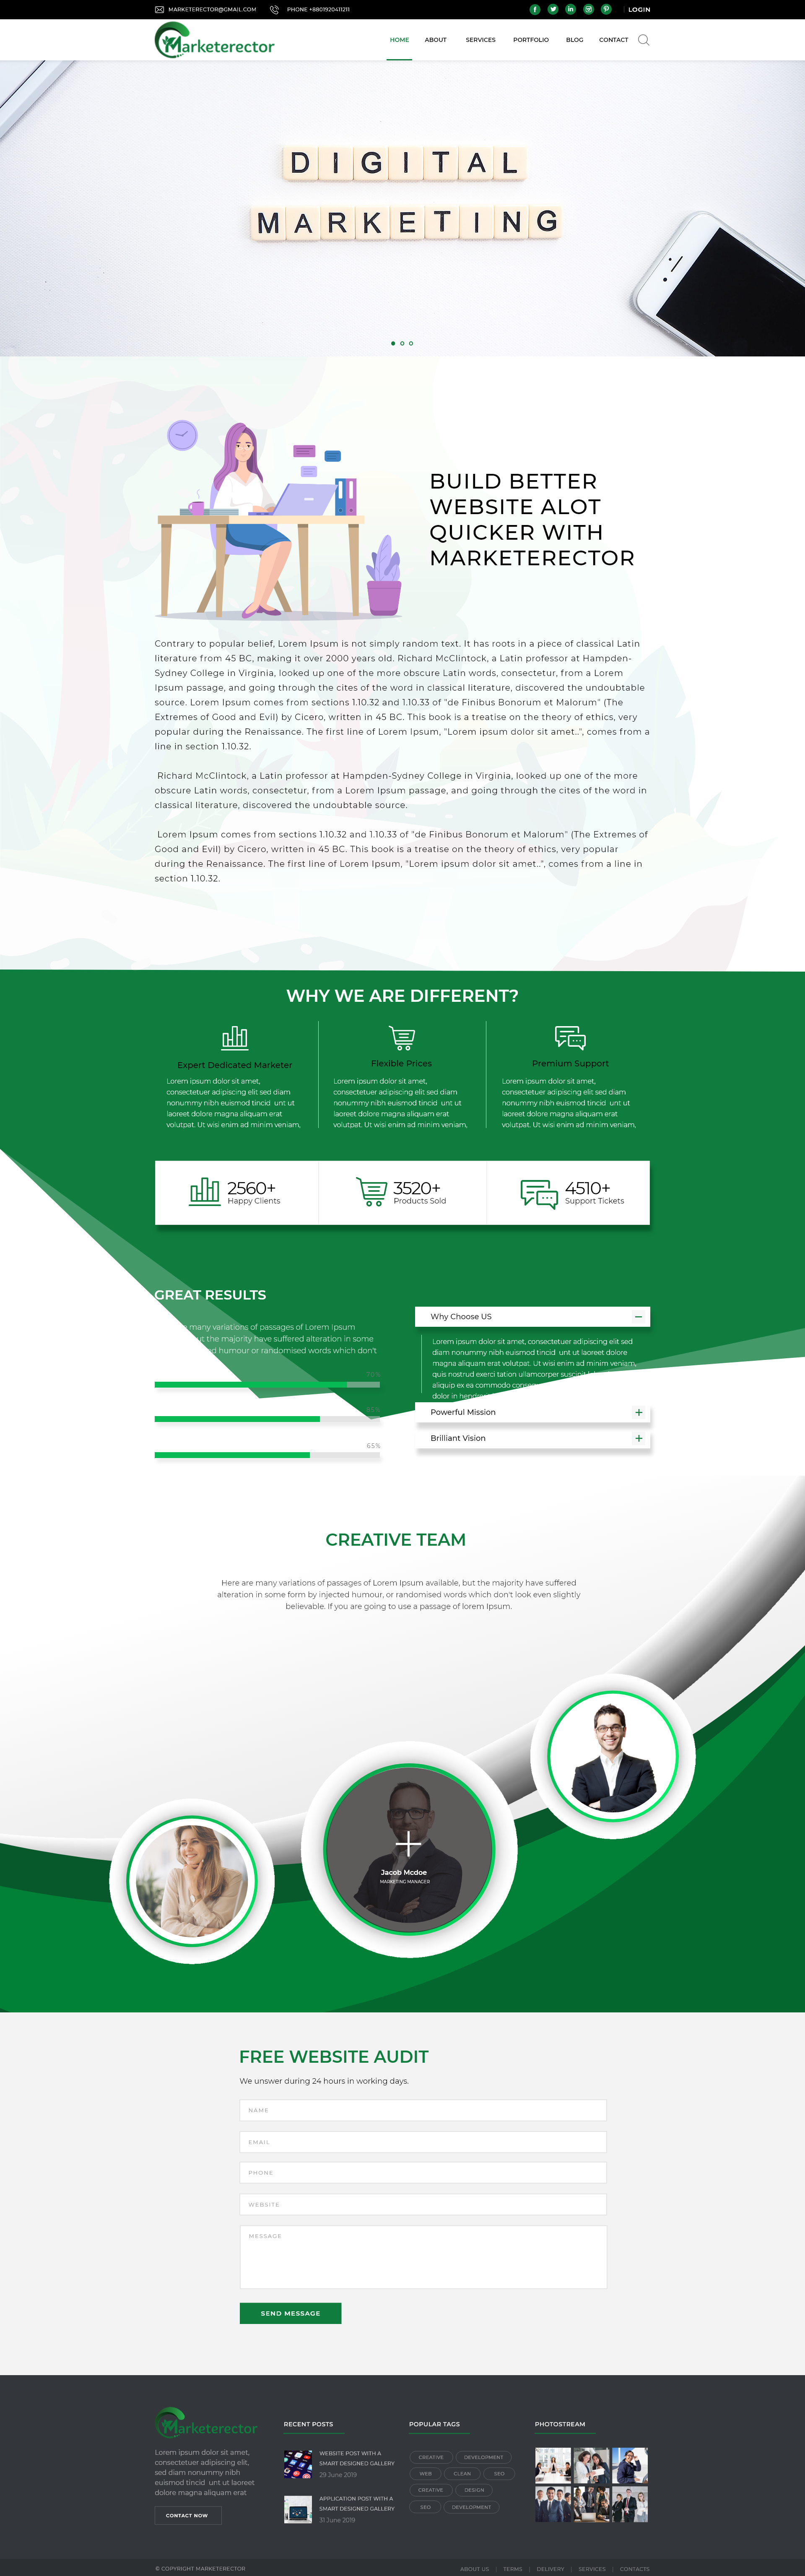 MARKETERECTOR@GMAIL.COM PHONE +8801920411211 LOGIN
Marketerector
HOME ABOUT SERVICES PORTFOLIO BLOG CONTACT
DIGITAL
MARKETING
BUILD BETTER
WEBSITE ALOT
QUICKER WITH
MARKETERECTOR
Contrary to popular belief, Lorem Ipsum is not simply random text. It has roots in a piece of classical Latin
literature from 45 BC, making it over 2000 years old. Richard McClintock, a Latin professor at Hampden-
Sydney College in Virginia, looked up one of the more obscure Latin words, consectetur, from a Lorem
Ipsum passage, and going through the cites of the word in classical literature, discovered the undoubtable
source. Lorem Ipsum comes from sections 1.10.32 and 1.10.33 of "de Finibus Bonorum et Malorum" (The
Extremes of Good and Evil) by Cicero, written in 45 BC. This book is a treatise on the theory of ethics, very
popular during the Renaissance. The first line of Lorem Ipsum, "Lorem ipsum dolor sit amet..", comes from a
line in section 1.10.32.
Richard McClintock, a Latin professor at Hampden-Sydney College in Virginia, looked up one of the more
obscure Latin words, consectetur, from a Lorem Ipsum passage, and going through the cites of the word in
classical literature, discovered the undoubtable source.
Lorem Ipsum comes from sections 1.10.32 and 1.10.33 of "de Finibus Bonorum et Malorum" (The Extremes of
Good and Evil) by Cicero, written in 45 BC. This book is a treatise on the theory of ethics, very popular
during the Renaissance. The first line of Lorem Ipsum, "Lorem ipsum dolor sit amet..", comes from a line in
section 1.10.32.
WHY WE ARE DIFFERENT?
Expert Dedicated Marketer
Lorem ipsum dolor sit amet,
consectetuer adipiscing elit sed diam
nonummy nibh euismod tincid unt ut
laoreet dolore magna aliquam erat
volutpat. Ut wisi enim ad minim veniam,
Flexible Prices
Lorem ipsum dolor sit amet,
consectetuer adipiscing elit sed diam
nonummy nibh euismod tincid unt ut
laoreet dolore magna aliquam erat
volutpat. Ut wisi enim ad minim veniam,
Premium Support
Lorem ipsum dolor sit amet,
consectetuer adipiscing elit sed diam
nonummy nibh euismod tincid unt ut
laoreet dolore magna aliquam erat
volutpat. Ut wisi enim ad minim veniam,
2560+
Happy Clients
3520+
Products Sold
4510+
Support Tickets
GREAT RESULTS
many variations of passages of Lorem Ipsum
ut the majority have suffered alteration in some
d humour or randomised words which don't
65%
Why Choose US
Lorem ipsum dolor sit amet, consectetuer adipiscing elit sed
diam nonummy nibh euismod tincid unt ut laoreet dolore
magna aliquam erat volutpat. Ut wisi enim ad minim veniam,
quis nostrud exerci tation ullamcorper suscipit
aliquip ex ea commodo
dolor in
Powerful Mission
Brilliant Vision
CREATIVE TEAM
Here are many variations of passages of Lorem Ipsum available, but the majority have suffered
alteration in some form by injected humour, or randomised words which don't look even slightly
believable. If you are going to use a passage of lorem Ipsum.
Jacob Mcdoe
MARKETING MANAGER
FREE WEBSITE AUDIT
We unswer during 24 hours in working days.
NAME
EMAIL
PHONE
WEBSITE
MESSAGE
SEND MESSAGE
Marketerector
Lorem ipsum dolor sit amet,
consectetuer adipiscing elit,
sed diam nonummy nibh
euismod tincid unt ut laoreet
dolore magna aliquam erat
CONTACT NOW
RECENT POSTS
WEBSITE POST WITH A
SMART DESIGNED GALLERY
29 June 2019
APPLICATION POST WITH A
SMART DESIGNED GALLERY
31 June 2019
POPULAR TAGS
CREATIVE DEVELOPMENT
WEB CLEAN SEO
CREATIVE DESIGN
SEO DEVELOPMENT
PHOTOSTREAM
© COPYRIGHT MARKETERECTOR
ABOUT US | TERMS | DELIVERY | SERVICES | CONTACTS